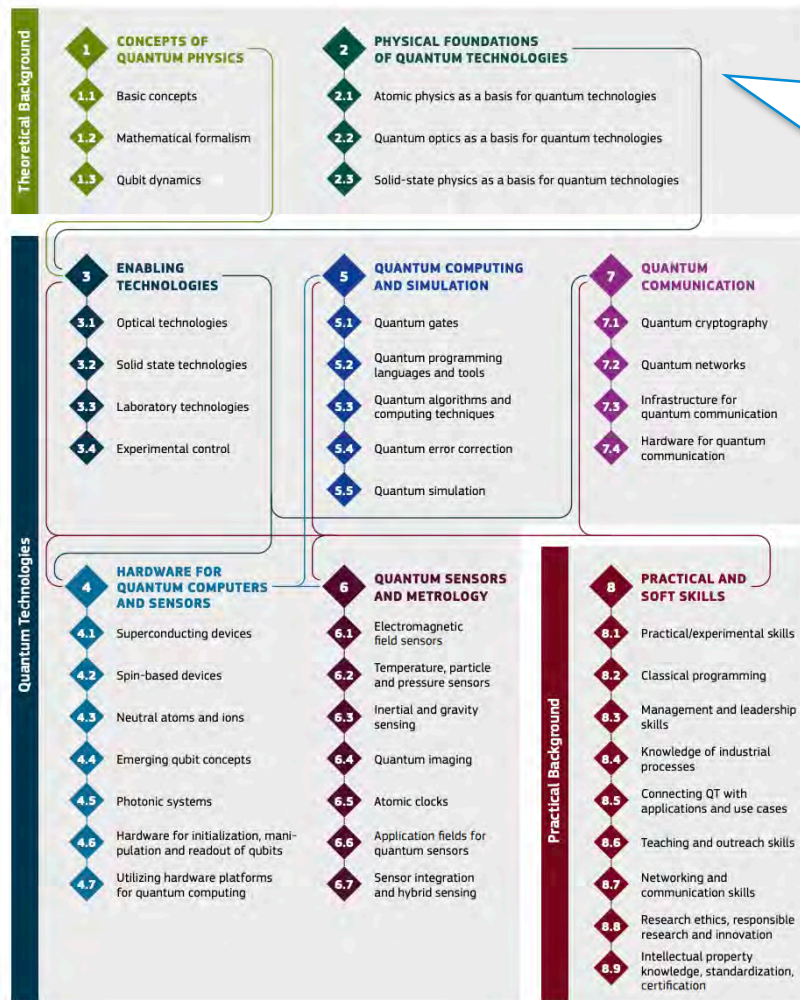 Theoretical Background
1
CONCEPTS OF
QUANTUM PHYSICS
1.1
Basic concepts
1.2
Mathematical formalism
1.3
Qubit dynamics
2
PHYSICAL FOUNDATIONS
OF QUANTUM TECHNOLOGIES
2.1
Atomic physics as a basis for quantum technologies
2.2
Quantum optics as a basis for quantum technologies
2.3
Solid-state physics as a basis for quantum technologies
Quantum Technologies
3
ENABLING
TECHNOLOGIES
3.1
Optical technologies
3.2
Solid state technologies
3.3
Laboratory technologies
3.4
Experimental control
5
QUANTUM COMPUTING
AND SIMULATION
5.1
Quantum gates
5.2
Quantum programming
languages and tools
5.3
Quantum algorithms and
computing techniques
5.4
Quantum error correction
5.5
Quantum simulation
7
QUANTUM
COMMUNICATION
7.1
Quantum cryptography
7.2
Quantum networks
7.3
Infrastructure for
quantum communication
7.4
Hardware for quantum
communication
4
HARDWARE FOR
QUANTUM COMPUTERS
AND SENSORS
4.1
Superconducting devices
4.2
Spin-based devices
4.3
Neutral atoms and ions
4.4
Emerging qubit concepts
4.5
Photonic systems
4.6
Hardware for initialization, mani-
pulation and readout of qubits
4.7
Utilizing hardware platforms
for quantum computing
6
QUANTUM SENSORS
AND METROLOGY
6.1
Electromagnetic
field sensors
6.2
Temperature, particle
and pressure sensors
6.3
Inertial and gravity
sensing
6.4
Quantum imaging
6.5
Atomic clocks
6.6
Application fields for
quantum sensors
6.7
Sensor integration
and hybrid sensing
Practical Background
8
PRACTICAL AND
SOFT SKILLS
8.1
Practical/experimental skills
8.2
Classical programming
8.3
Management and leadership
skills
8.4
Knowledge of industrial
processes
8.5
Connecting QT with
applications and use cases
8.6
Teaching and outreach skills
8.7
Networking and
communication skills
8.8
Research ethics, responsible
research and innovation
8.9
Intellectual property
knowledge, standardization,
certification